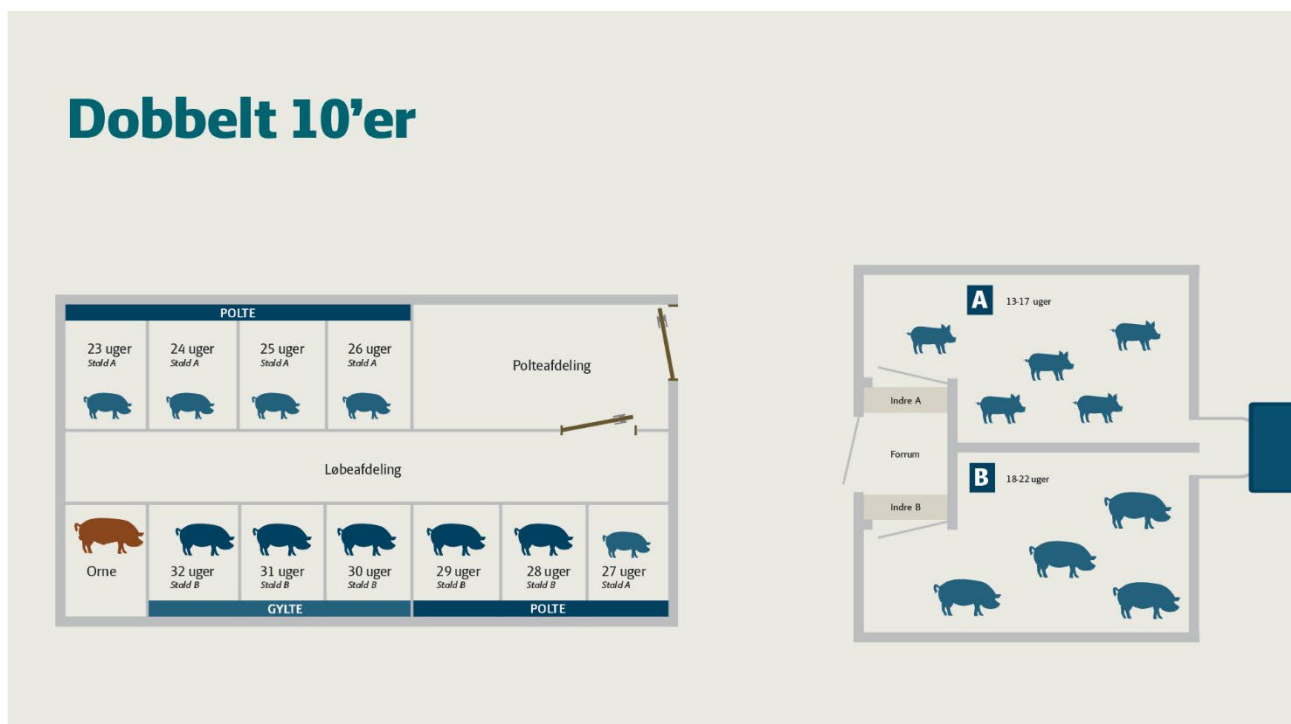 Dobbelt 10'er
POLTE
23 uger
Stald A
24 uger
Stald A
25 uger
Stald A
26 uger
Stald A
Polteafdeling
Løbeafdeling
Orne
32 uger
Stald B
31 uger
Stald B
30 uger
Stald B
29 uger
Stald B
28 uger
Stald B
27 uger
Stald A
GYLTE
POLTE
A
13-17 uger
Indre A
Forrum
Indre B
B
18-22 uger